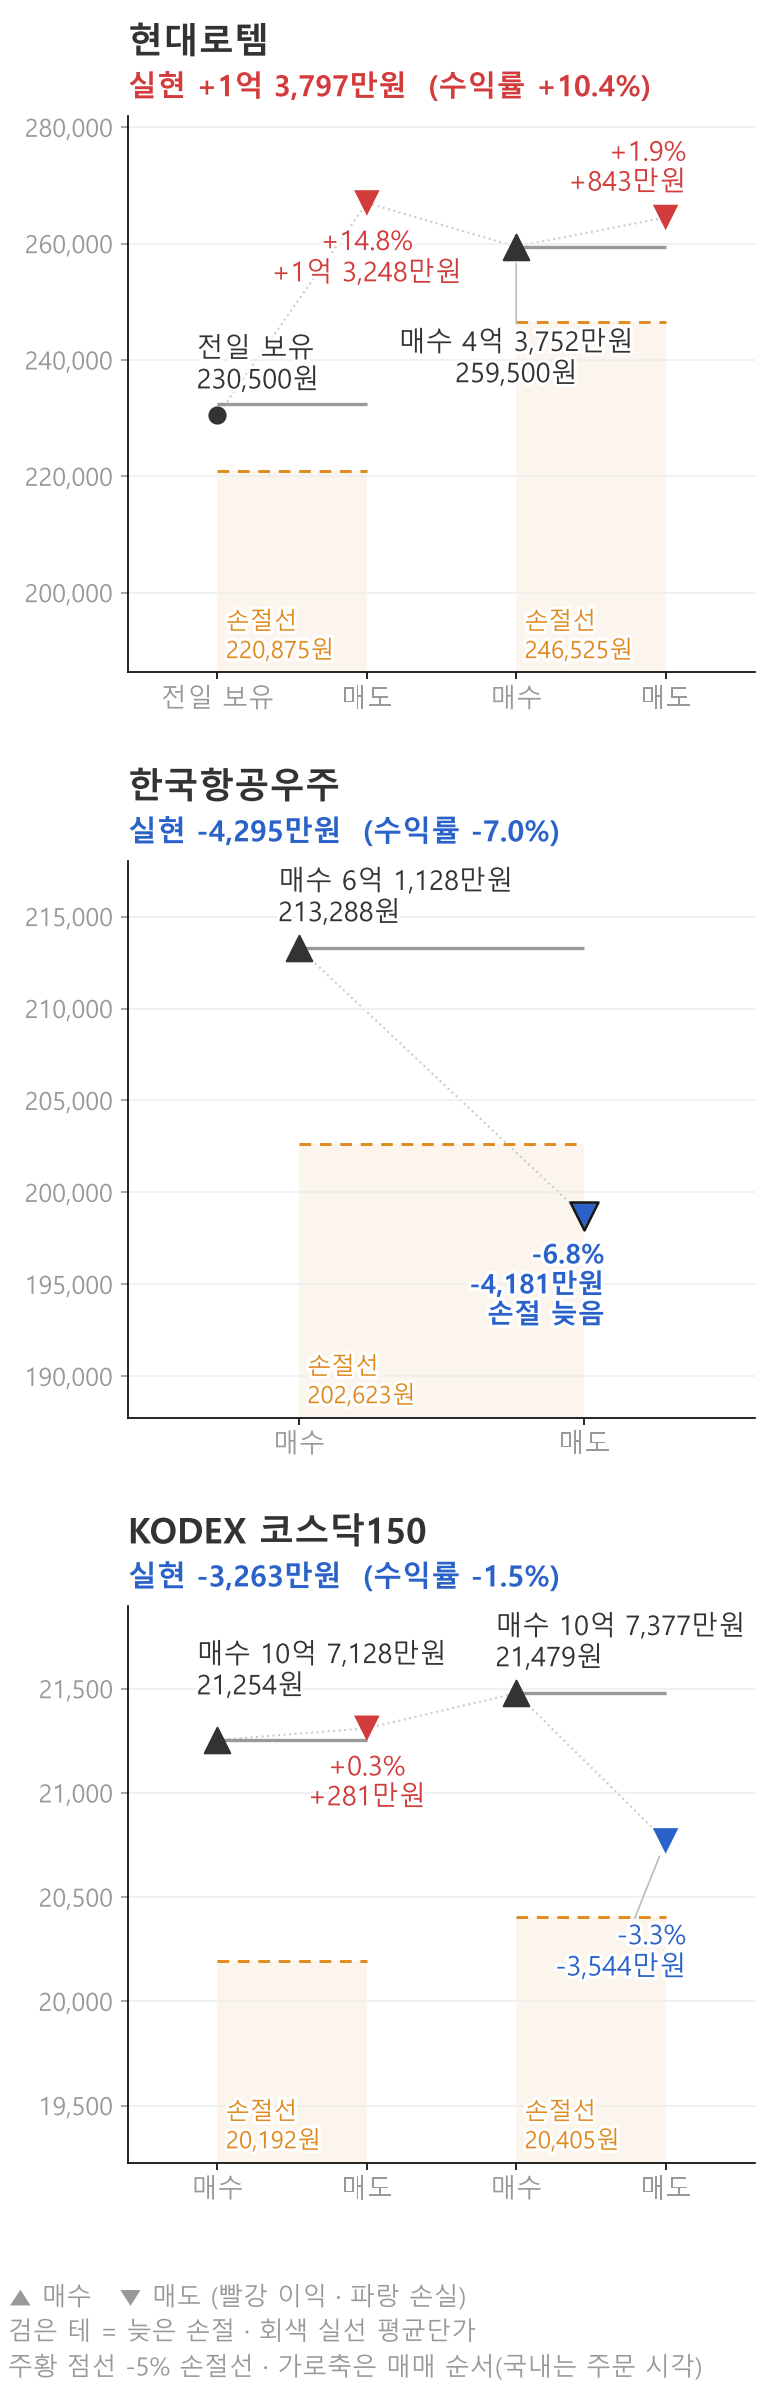 현대로템
실현 +1억 3,797만원 (수익률 +10.4%)
280,000
+1.9%
+843만원
260,000
+14.8%
+1억 3,248만원
전일 보유
230,500원
매수 4억 3,752만원
259,500원
240,000
220,000
200,000
손절선
220,875원
손절선
246,525원
전일 보유 매도 매수 매도
한국항공우주
실현 -4,295만원 (수익률 -7.0%)
매수 6억 1,128만원
213,288원
215,000
210,000
205,000
200,000
195,000
-6.8%
-4,181만원
손절 늦음
190,000
손절선
202,623원
매수 매도
KODEX 코스닥150
실현 -3,263만원 (수익률 -1.5%)
매수 10억 7,128만원
21,254원
매수 10억 7,377만원
21,479원
21,500
+0.3%
+281만원
21,000
20,500
-3.3%
-3,544만원
20,000
19,500
손절선
20,192원
손절선
20,405원
매수 매도 매수 매도
▲ 매수 ▼ 매도 (빨강 이익 · 파랑 손실)
검은 테 = 늦은 손절 · 회색 실선 평균단가
주황 점선 -5% 손절선 · 가로축은 매매 순서(국내는 주문 시각)